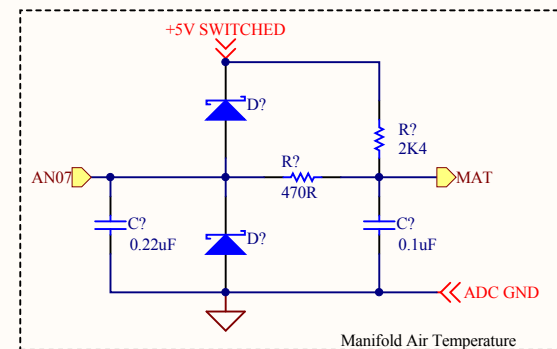 +5V SWITCHED
D?
R?
2K4
R?
AN07
470R
MAT
C?
0.22uF
D?
C?
0.1uF
ADC GND
Manifold Air Temperature